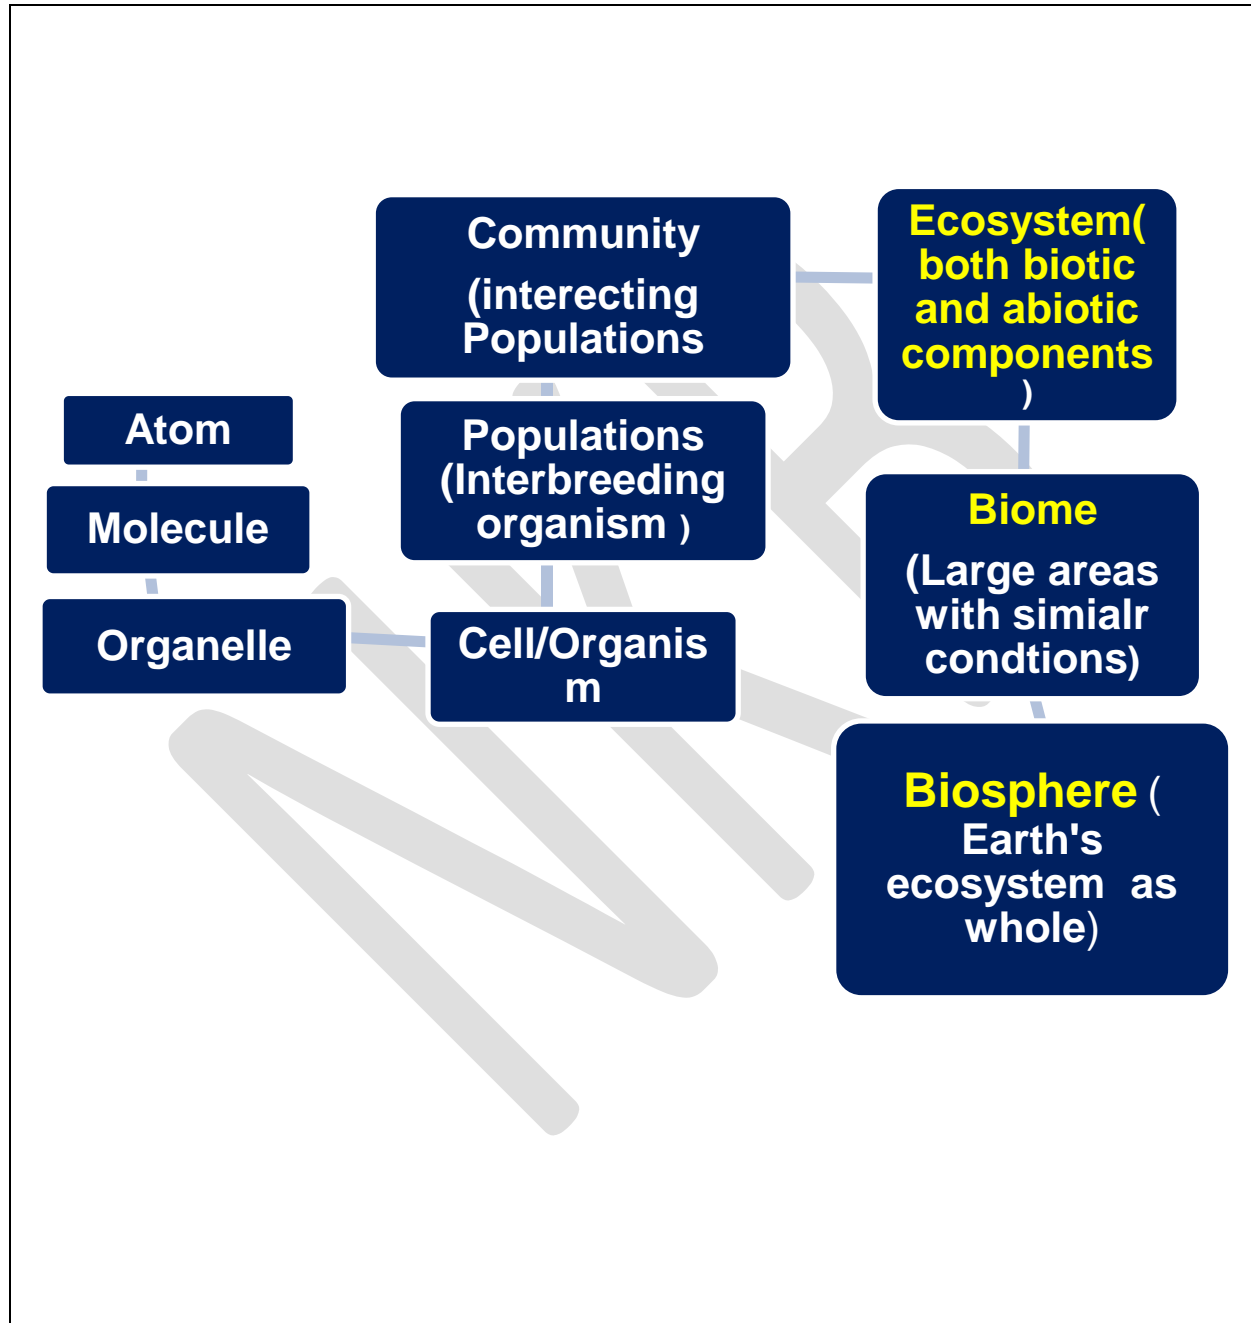 Atom
Molecule
Organelle
Cell/Organis
m
Populations
(Interbreeding
organism )
Community
(interecting
Populations
Ecosystem(
both biotic
and abiotic
components
)
Biome
(Large areas
with simialr
condtions)
Biosphere (
Earth's
ecosystem as
whole)